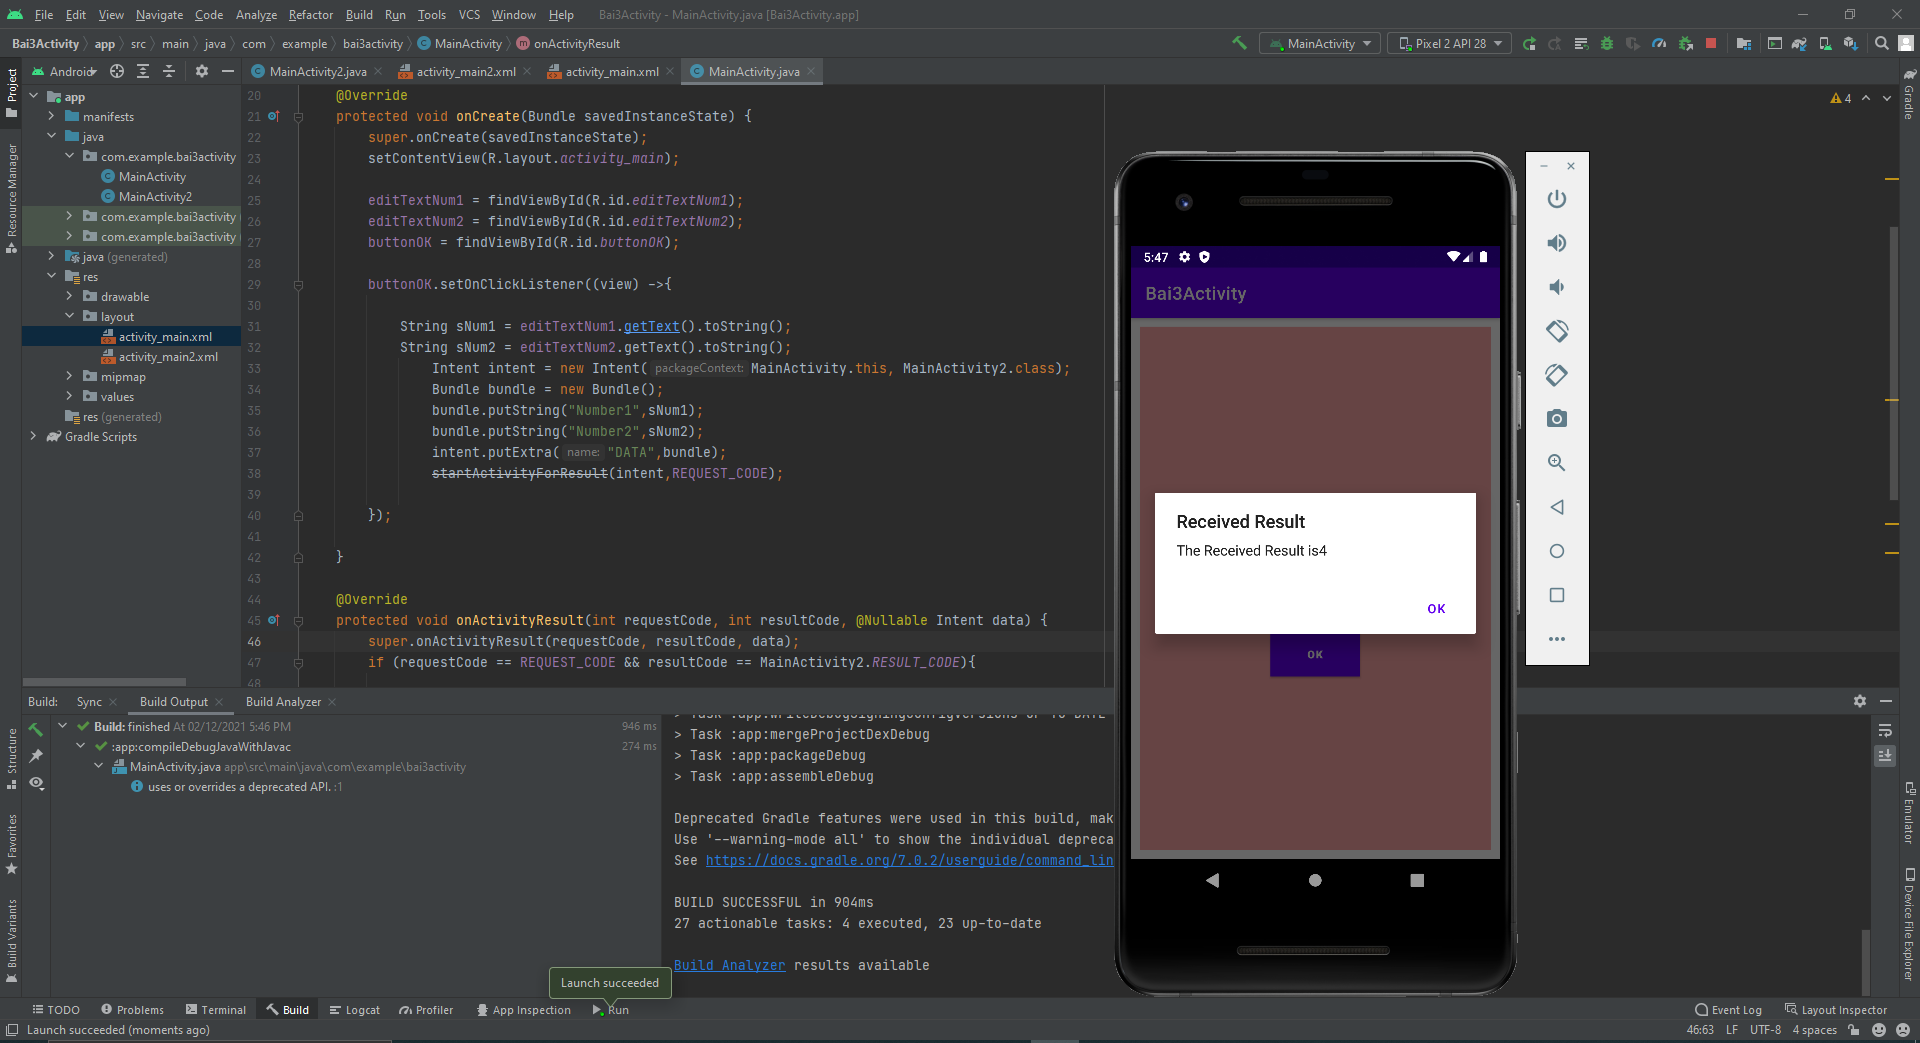 File Edit View Navigate Code Analyze Refactor Build Run Tools VCS Window Help Bai3Activity - MainActivity.java [Bai3Activity.app]
Bai3Activity app src main java com example bai3activity MainActivity onActivityResult MainActivity Pixel 2 API 28
Android MainActivity2.java activity_main2.xml activity_main.xml MainActivity.java
Project
Resource Manager
Structure
Favorites
Build Variants
app
manifests
java
com.example.bai3activity
MainActivity
MainActivity2
com.example.bai3activity
com.example.bai3activity
java (generated)
res
drawable
layout
activity_main.xml
activity_main2.xml
mipmap
values
res (generated)
Gradle Scripts
20 @Override
21 protected void onCreate(Bundle savedInstanceState) {
22 super.onCreate(savedInstanceState);
23 setContentView(R.layout.activity_main);
24
25 editTextNum1 = findViewById(R.id.editTextNum1);
26 editTextNum2 = findViewById(R.id.editTextNum2);
27 buttonOK = findViewById(R.id.buttonOK);
28
29 buttonOK.setOnClickListener((view) ->{
30
31 String sNum1 = editTextNum1.getText().toString();
32 String sNum2 = editTextNum2.getText().toString();
33 Intent intent = new Intent( packageContext: MainActivity.this, MainActivity2.class);
34 Bundle bundle = new Bundle();
35 bundle.putString("Number1",sNum1);
36 bundle.putString("Number2",sNum2);
37 intent.putExtra( name: "DATA",bundle);
38 startActivityForResult(intent,REQUEST_CODE);
39
40 });
41
42 }
43
44 @Override
45 protected void onActivityResult(int requestCode, int resultCode, @Nullable Intent data) {
46 super.onActivityResult(requestCode, resultCode, data);
47 if (requestCode == REQUEST_CODE && resultCode == MainActivity2.RESULT_CODE){
48
4
Gradle
Emulator
Device File Explorer
5:47
Bai3Activity
Received Result
The Received Result is4
OK
OK
Build: Sync Build Output Build Analyzer
Build: finished At 02/12/2021 5:46 PM 946 ms
:app:compileDebugJavaWithJavac 274 ms
MainActivity.java app\src\main\java\com\example\bai3activity
uses or overrides a deprecated API. :1
> Task :app:writeDebugSigningConfigVersions UP-TO-DATE
> Task :app:mergeProjectDexDebug
> Task :app:packageDebug
> Task :app:assembleDebug
Deprecated Gradle features were used in this build, mak
Use '--warning-mode all' to show the individual depreca
See https://docs.gradle.org/7.0.2/userguide/command_lin
BUILD SUCCESSFUL in 904ms
27 actionable tasks: 4 executed, 23 up-to-date
Build Analyzer results available
Launch succeeded
TODO Problems Terminal Build Logcat Profiler App Inspection Run Event Log Layout Inspector
Launch succeeded (moments ago) 46:63 LF UTF-8 4 spaces